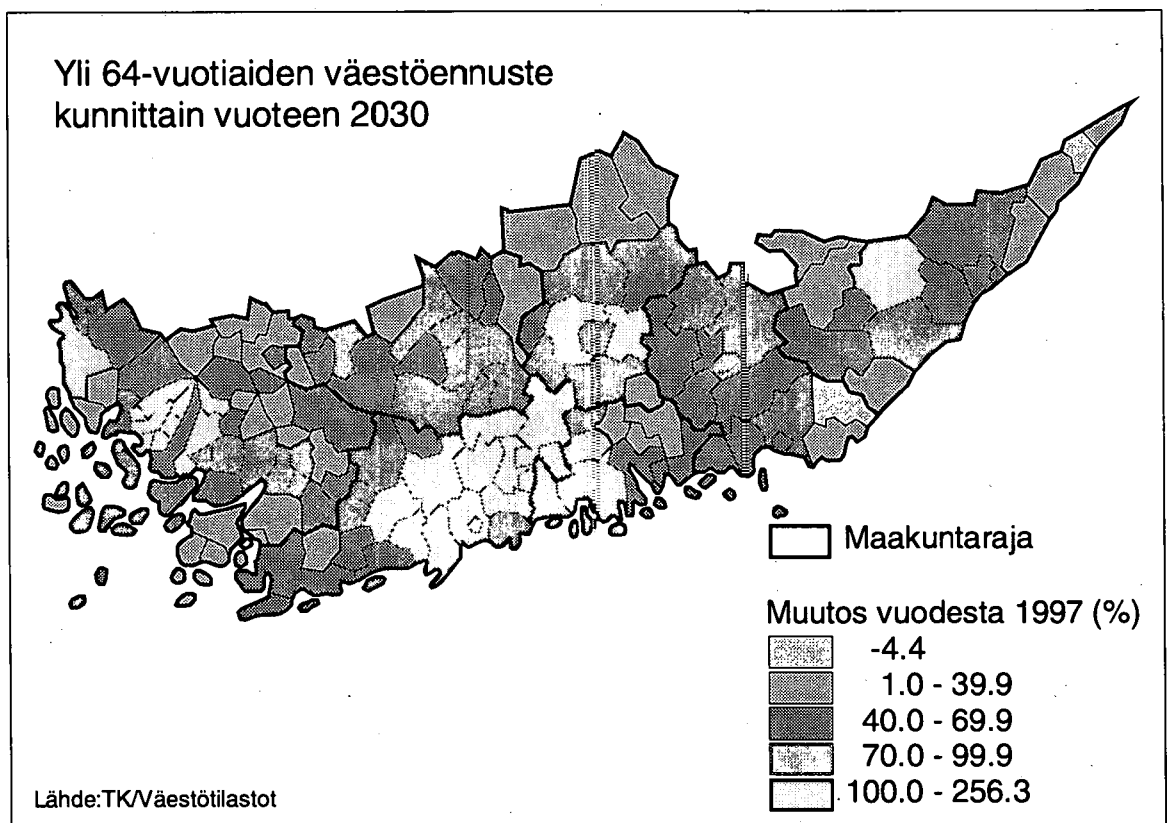 Yli 64-vuotiaiden väestöennuste
kunnittain vuoteen 2030
Maakuntaraja
Muutos vuodesta 1997 (%)
-4.4
1.0 - 39.9
40.0 - 69.9
70.0 - 99.9
100.0 - 256.3
Lähde:TK/Väestötilastot